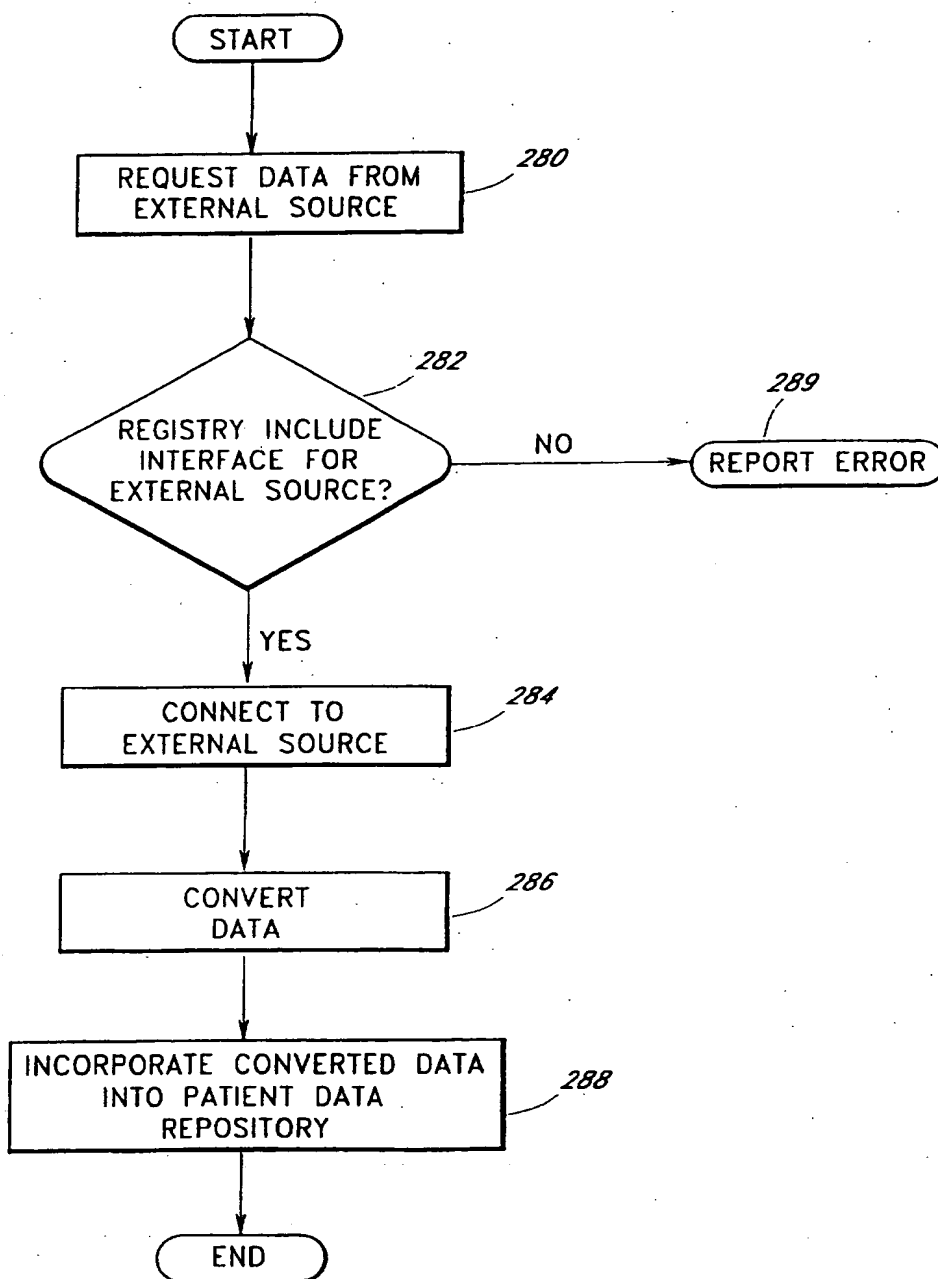 START
REQUEST DATA FROM
EXTERNAL SOURCE
280
REGISTRY INCLUDE
INTERFACE FOR
EXTERNAL SOURCE?
282
NO
REPORT ERROR
289
YES
CONNECT TO
EXTERNAL SOURCE
284
CONVERT
DATA
286
INCORPORATE CONVERTED DATA
INTO PATIENT DATA
REPOSITORY
288
END